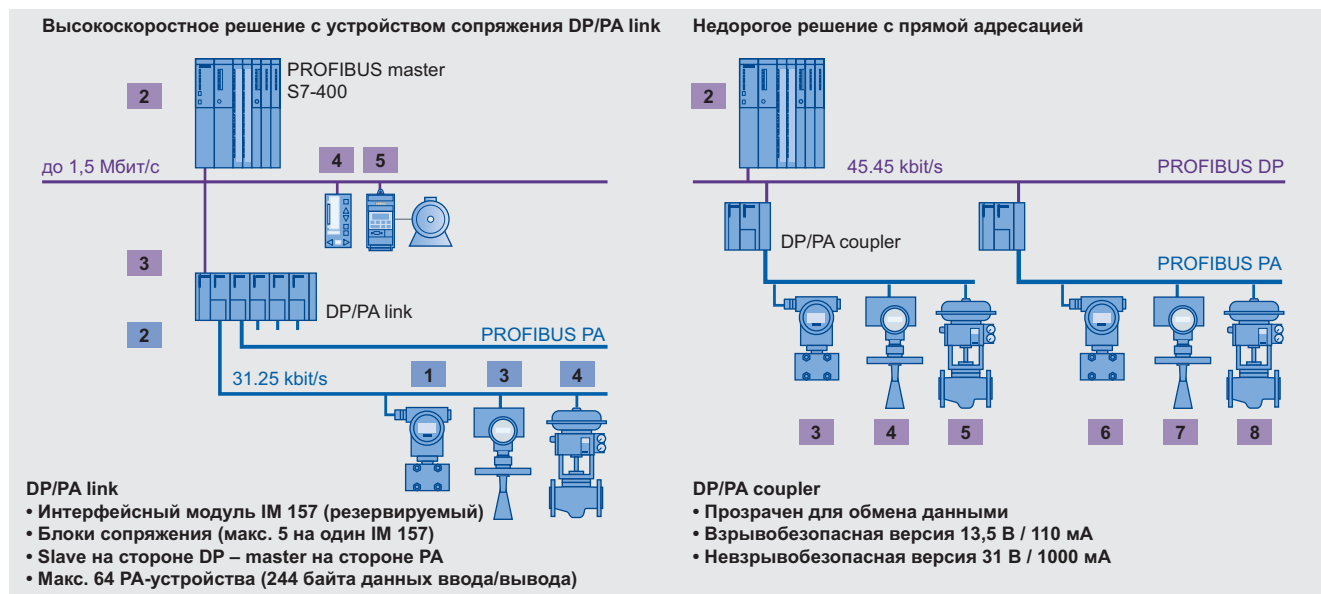 Высокоскоростное решение с устройством сопряжения DP/PA link
PROFIBUS master
S7-400
2
до 1,5 Мбит/с
4
5
3
DP/PA link
2
PROFIBUS PA
31.25 kbit/s
1
3
4
DP/PA link
• Интерфейсный модуль IM 157 (резервируемый)
• Блоки сопряжения (макс. 5 на один IM 157)
• Slave на стороне DP – master на стороне PA
• Макс. 64 PA-устройства (244 байта данных ввода/вывода)
Недорогое решение с прямой адресацией
2
45.45 kbit/s
PROFIBUS DP
DP/PA coupler
PROFIBUS PA
3
4
5
6
7
8
DP/PA coupler
• Прозрачен для обмена данными
• Взрывобезопасная версия 13,5 В / 110 мА
• Невзрывобезопасная версия 31 В / 1000 мА